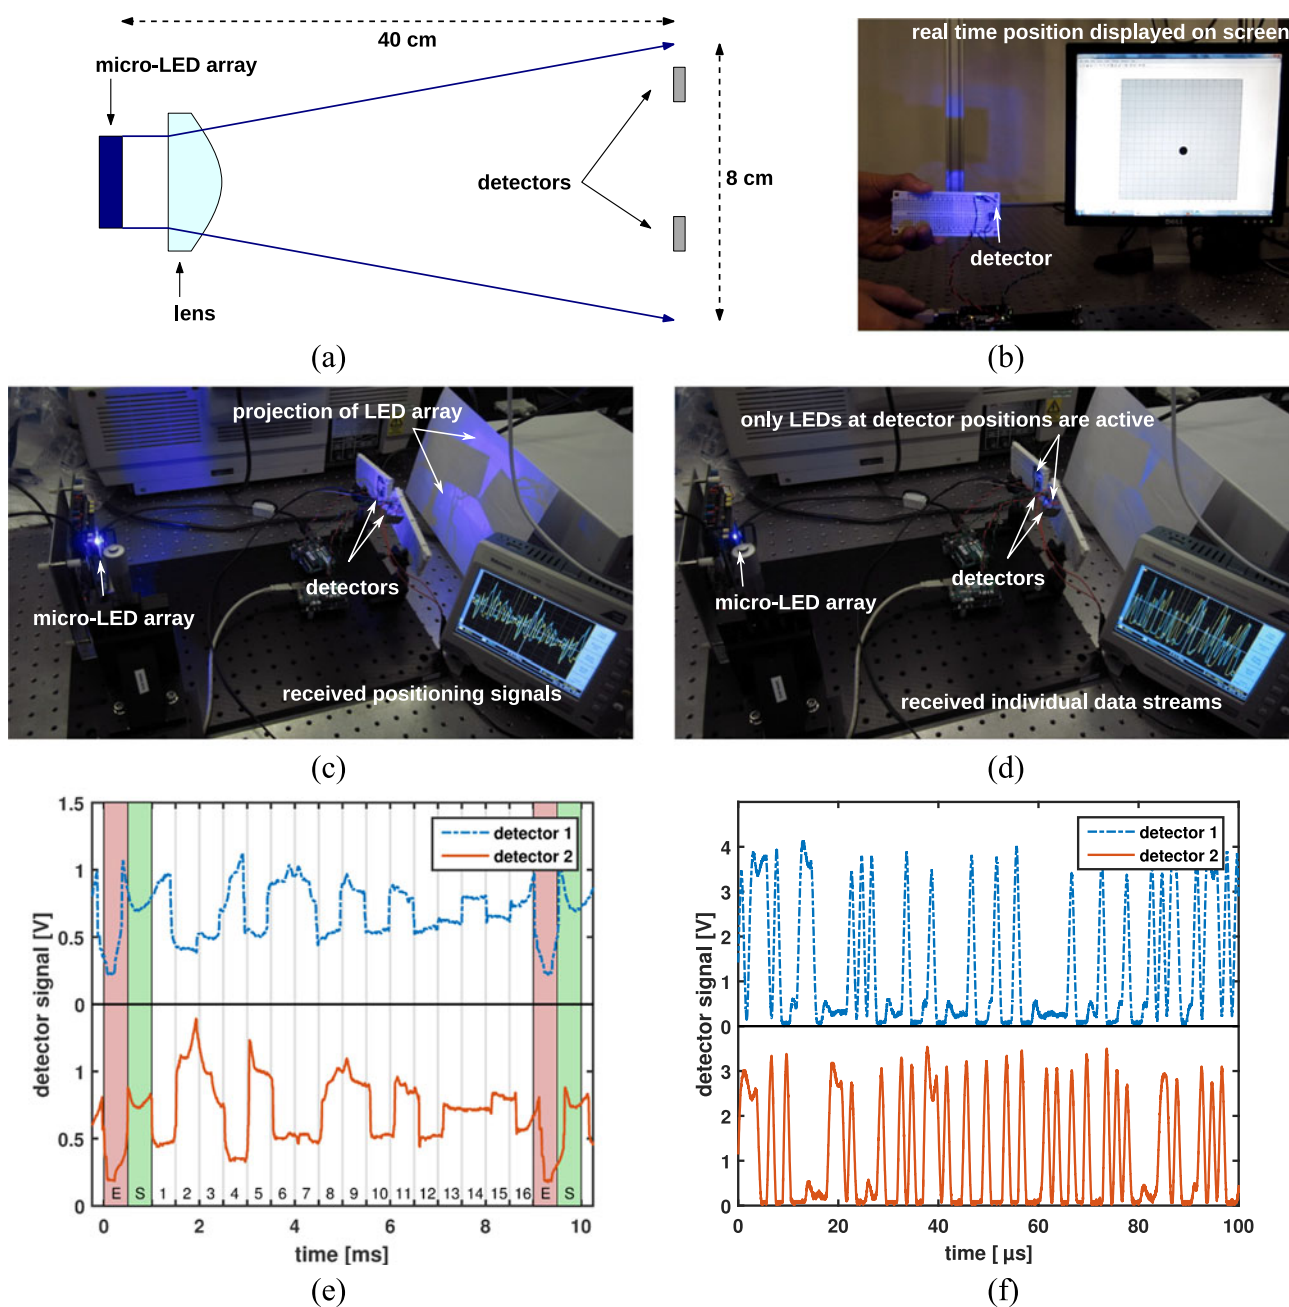 40 cm
micro-LED array
detectors
8 cm
lens
(a)
real time position displayed on screen
detector
DELL
(b)
projection of LED array
detectors
micro-LED array
received positioning signals
(c)
only LEDs at detector positions are active
detectors
micro-LED array
received individual data streams
(d)
1.5
1
0.5
0
1
0.5
0
detector signal [V]
detector 1
detector 2
E S 1 2 3 4 5 6 7 8 9 10 11 12 13 14 15 16 E S
0 2 4 6 8 10
time [ms]
(e)
4
3
2
1
0
3
2
1
0
detector signal [V]
detector 1
detector 2
0 20 40 60 80 100
time [ µs]
(f)